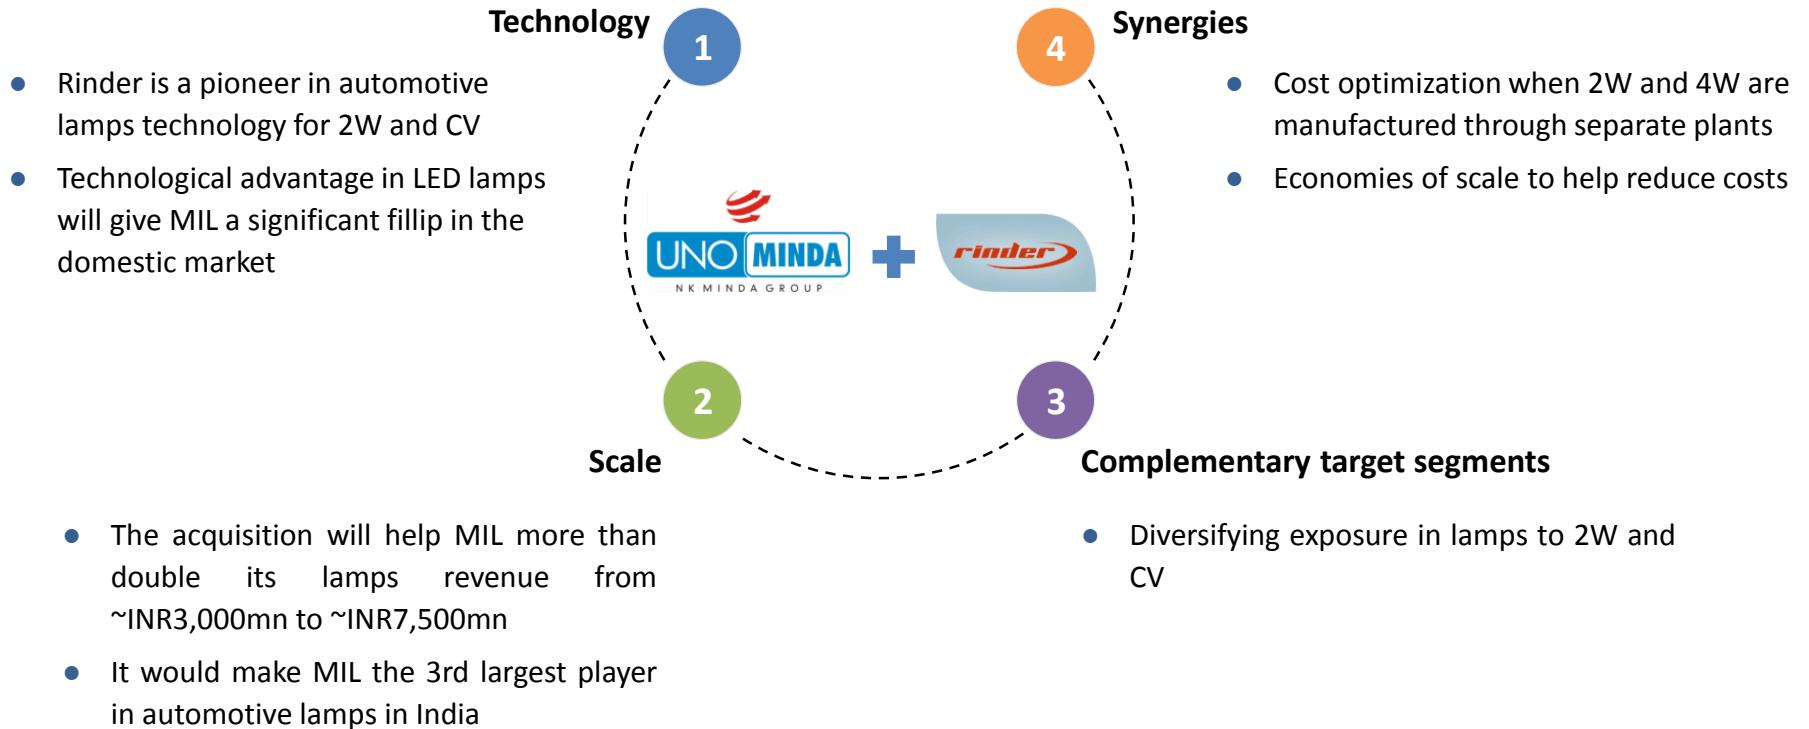 Technology
1
Rinder is a pioneer in automotive
lamps technology for 2W and CV
Technological advantage in LED lamps
will give MIL a significant fillip in the
domestic market
4
Synergies
Cost optimization when 2W and 4W are
manufactured through separate plants
Economies of scale to help reduce costs
UNO MINDA
NK MINDA GROUP
rinder
2
Scale
The acquisition will help MIL more than
double its lamps revenue from
~INR3,000mn to ~INR7,500mn
It would make MIL the 3rd largest player
in automotive lamps in India
3
Complementary target segments
Diversifying exposure in lamps to 2W and
CV